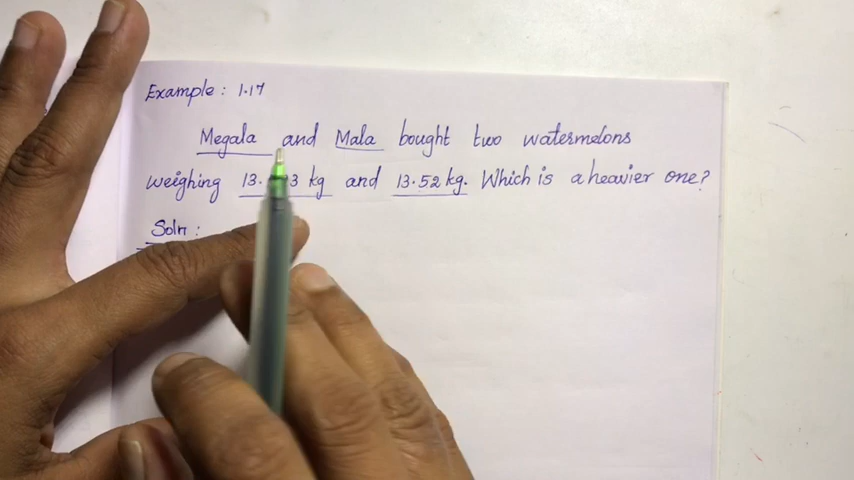 Example : 1.17
Megala and Mala bought two watermelons
weighing kg and 13.52 kg. Which is a heavier one?
Soln :